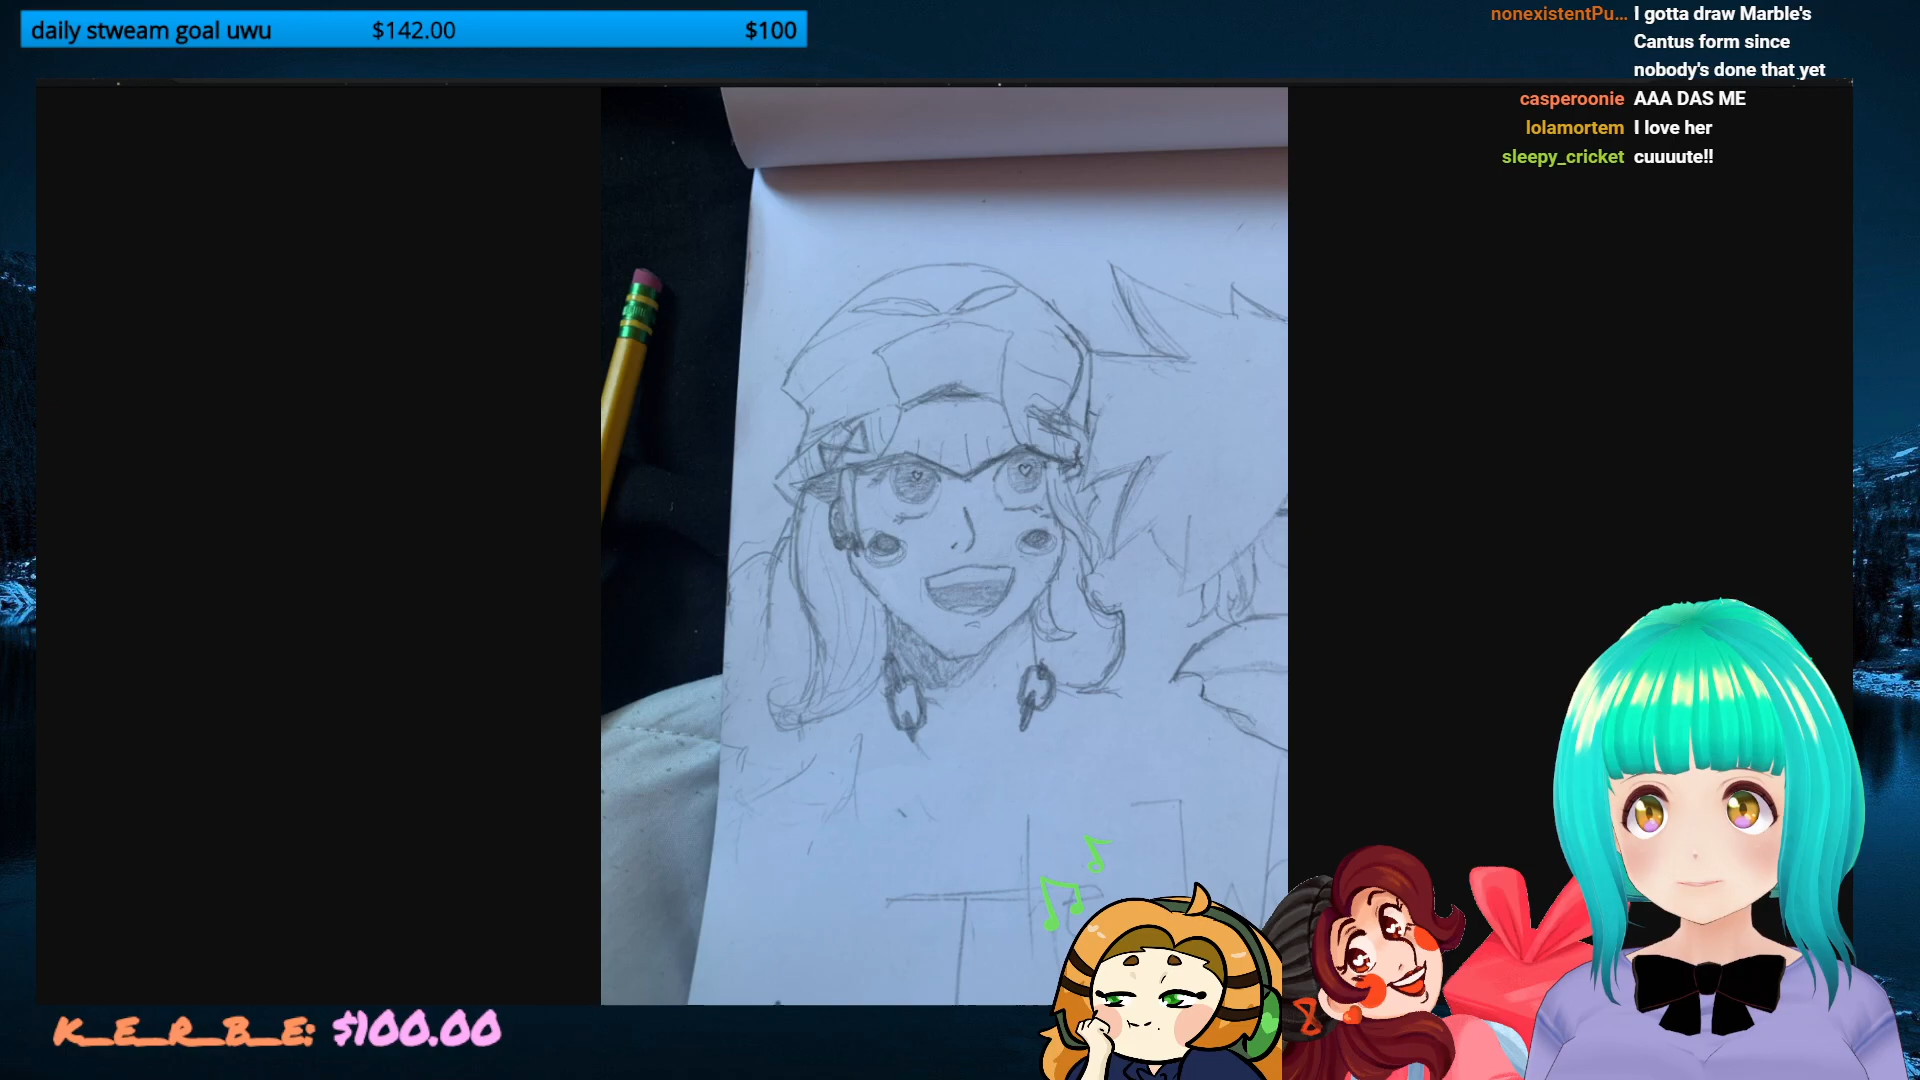 daily stweam goal uwu $142.00 $100
nonexistentPu... I gotta draw Marble's
Cantus form since
nobody's done that yet
casperoonie AAA DAS ME
lolamortem I love her
sleepy_cricket cuuuute!!
K_E_R_B_E: $100.00